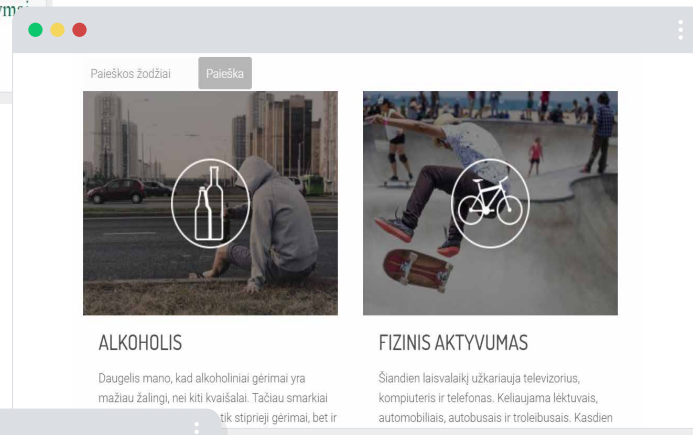 Paieškos žodžiai
Paieška
ALKOHOLIS
Daugelis mano, kad alkoholiniai gėrimai yra
mažiau žalingi, nei kiti kvaišalai. Tačiau smarkiai
tik stiprieji gėrimai, bet ir
FIZINIS AKTYVUMAS
Šiandien laisvalaikį užkariauja televizorius,
kompiuteris ir telefonas. Keliaujama lėktuvais,
automobiliais, autobusais ir troleibusais. Kasdien